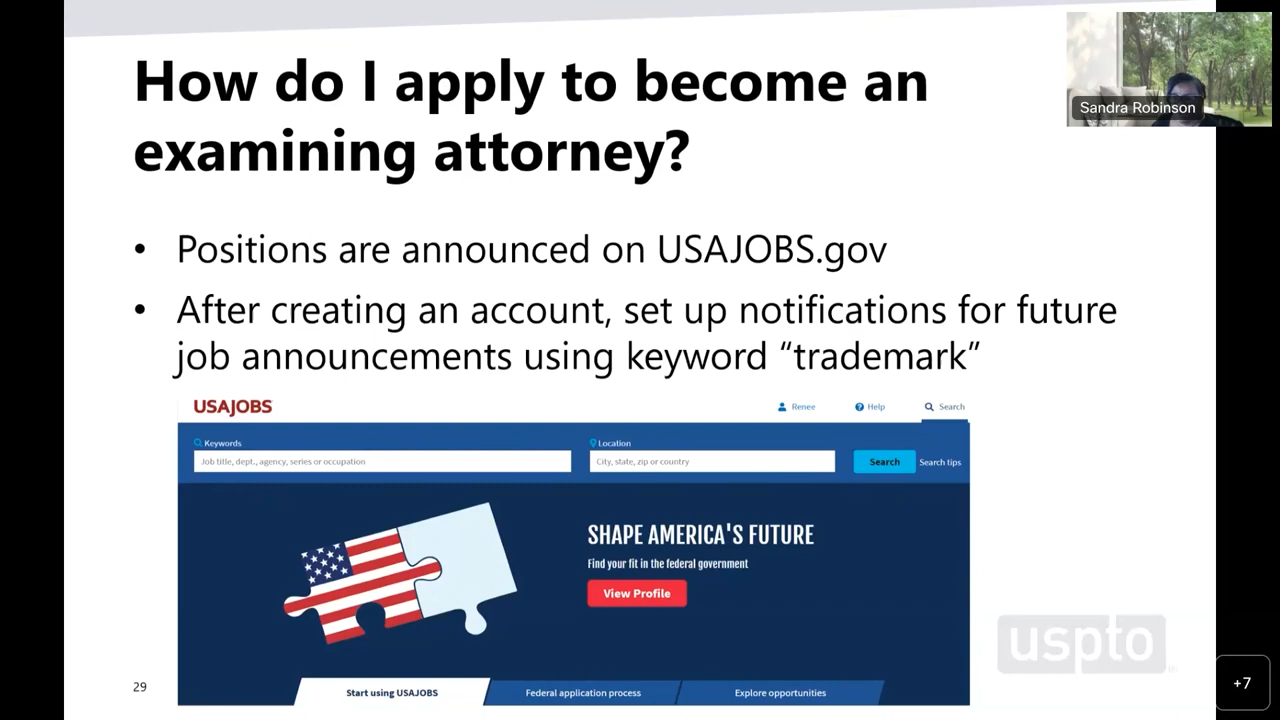 How do I apply to become an
examining attorney?
Sandra Robinson
• Positions are announced on USAJOBS.gov
• After creating an account, set up notifications for future
job announcements using keyword “trademark”
USAJOBS
Renee
Help
Search
Keywords
Location
Job title, dept., agency, series or occupation
City, state, zip or country
Search
Search tips
SHAPE AMERICA'S FUTURE
Find your fit in the federal government
View Profile
uspto
29
Start using USAJOBS
Federal application process
Explore opportunities
+7